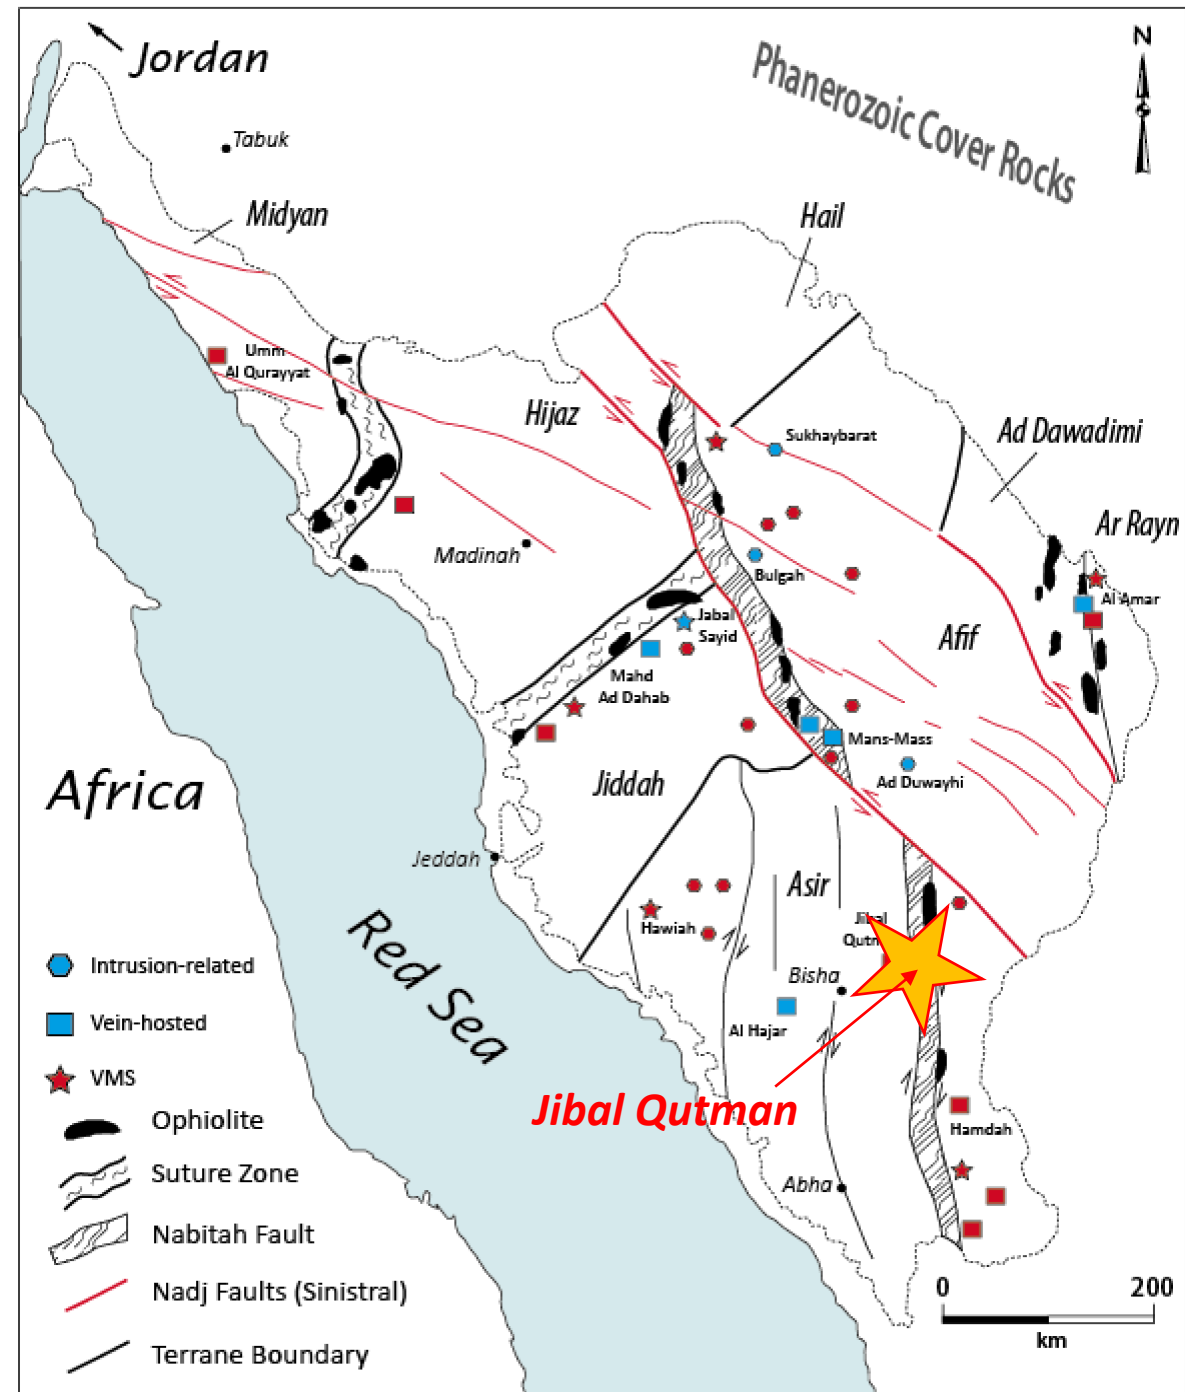 Jordan
N
Phanerozoic Cover Rocks
Tabuk
Midyan
Hail
Umm
Al Qurayyat
Hijaz
Sukhaybarat
Ad Dawadimi
Ar Rayn
Madinah
Bulgah
Al Amar
Jabal
Sayid
Afif
Mahd
Ad Dahab
Mans-Mass
Ad Duwayhi
Africa
Jiddah
Jeddah
Asir
Hawiah
Jibal
Red Sea
Bisha
Al Hajar
Jibal Qutman
Hamdah
Abha
Intrusion-related
Vein-hosted
VMS
Ophiolite
Suture Zone
Nabitah Fault
Nadj Faults (Sinistral)
Terrane Boundary
0 200
km